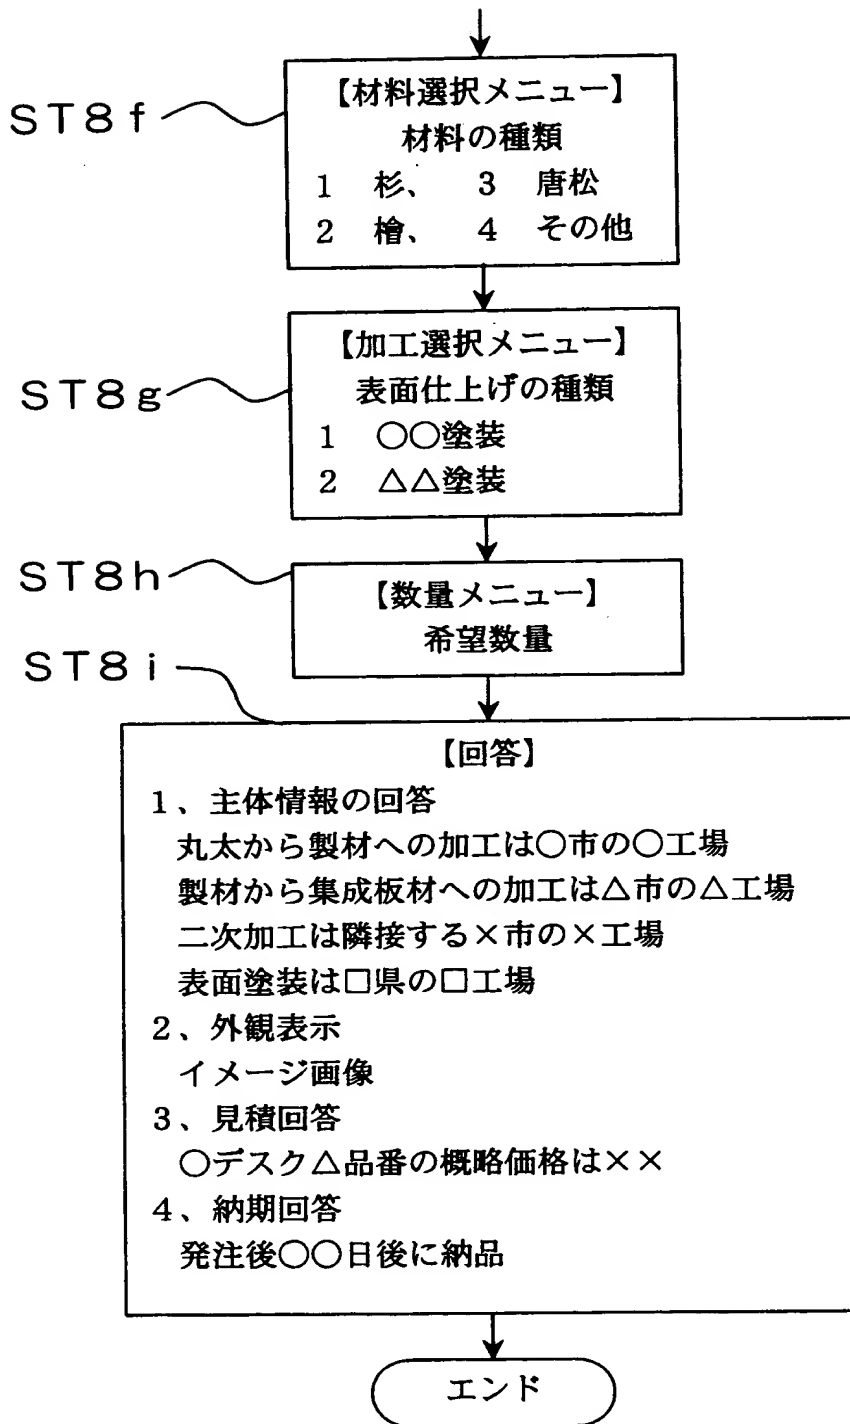 ST8f
【材料選択メニュー】
材料の種類
1 杉、 3 唐松
2 檜、 4 その他
ST8g
【加工選択メニュー】
表面仕上げの種類
1 ○○塗装
2 △△塗装
ST8h
【数量メニュー】
希望数量
ST8i
【回答】
1、主体情報の回答
丸太から製材への加工は○市の○工場
製材から集成板材への加工は△市の△工場
二次加工は隣接する×市の×工場
表面塗装は□県の□工場
2、外観表示
イメージ画像
3、見積回答
○デスク△品番の概略価格は××
4、納期回答
発注後○○日後に納品
エンド